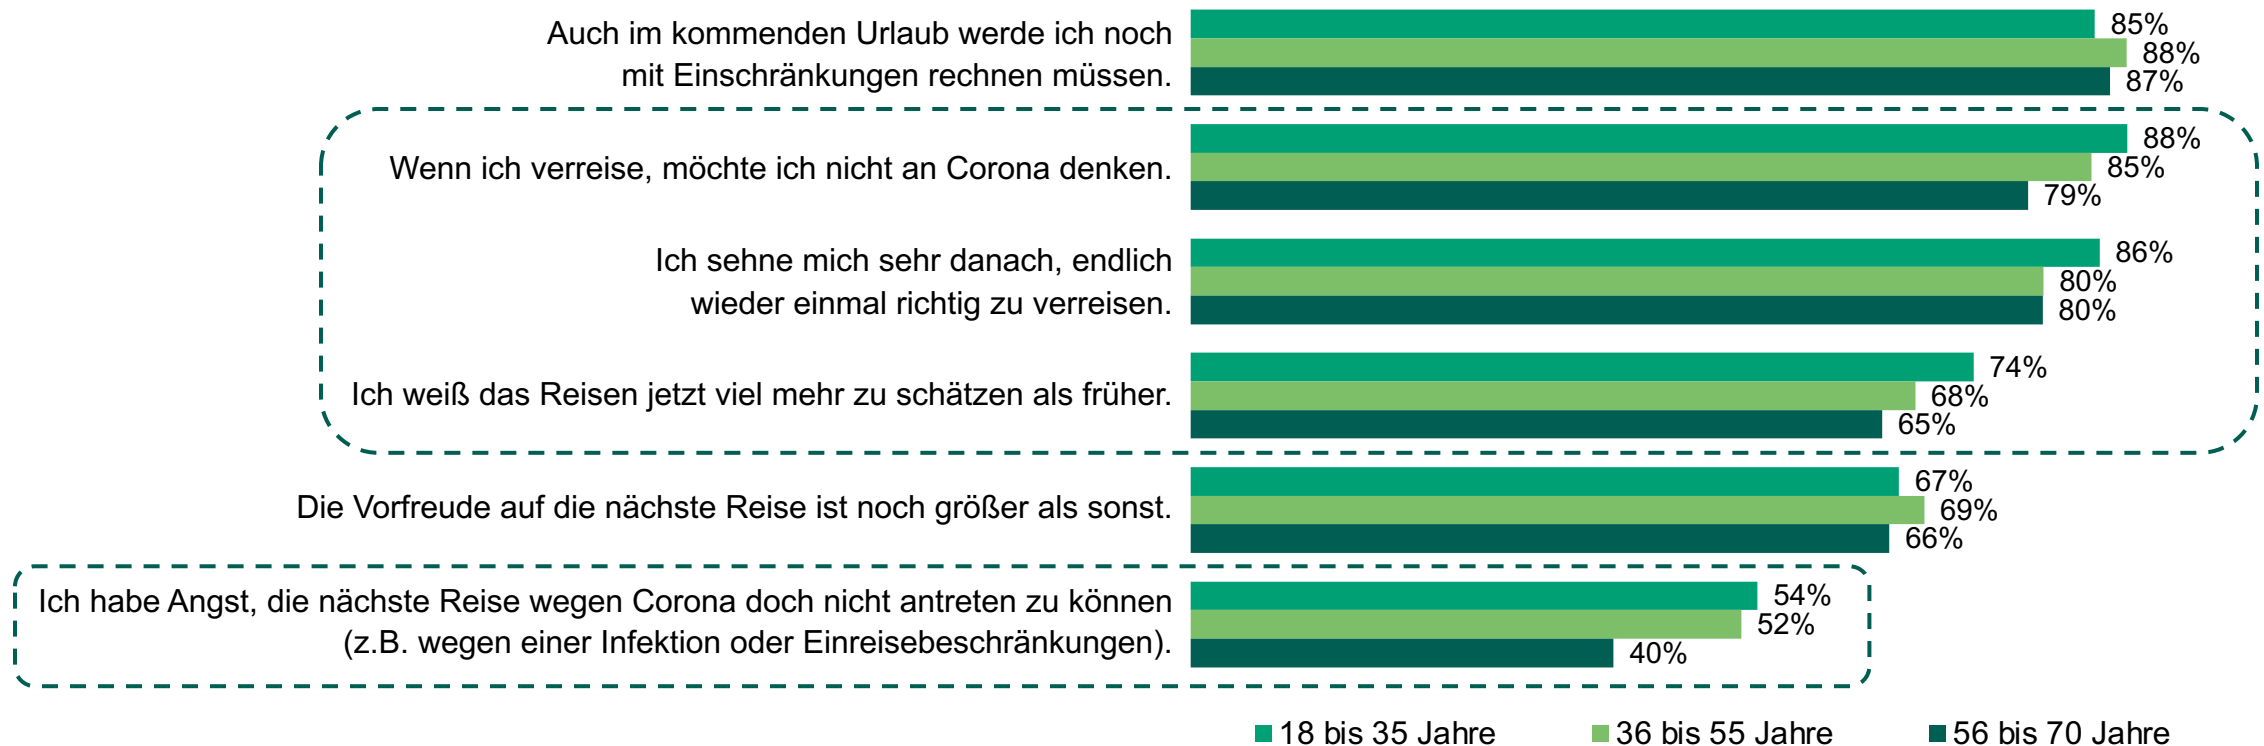 Auch im kommenden Urlaub werde ich noch
mit Einschränkungen rechnen müssen.
85%
88%
87%
Wenn ich verreise, möchte ich nicht an Corona denken.
88%
85%
79%
Ich sehne mich sehr danach, endlich
wieder einmal richtig zu verreisen.
86%
80%
80%
Ich weiß das Reisen jetzt viel mehr zu schätzen als früher.
74%
68%
65%
Die Vorfreude auf die nächste Reise ist noch größer als sonst.
67%
69%
66%
Ich habe Angst, die nächste Reise wegen Corona doch nicht antreten zu können
(z.B. wegen einer Infektion oder Einreisebeschränkungen).
54%
52%
40%
18 bis 35 Jahre
36 bis 55 Jahre
56 bis 70 Jahre